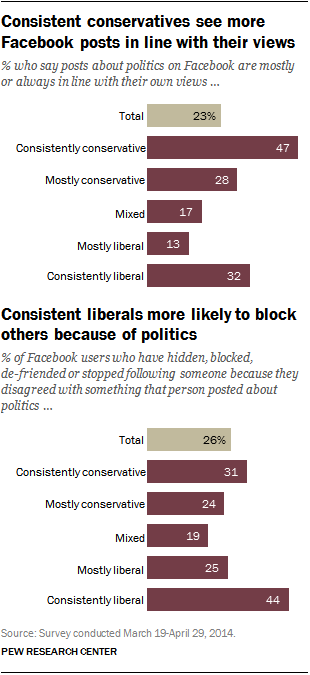 Consistent conservatives see more
Facebook posts in line with their views
% who say posts about politics on Facebook are mostly
or always in line with their own views ...
Total 23%
Consistently conservative 47
Mostly conservative 28
Mixed 17
Mostly liberal 13
Consistently liberal 32
Consistent liberals more likely to block
others because of politics
% of Facebook users who have hidden, blocked,
de-friended or stopped following someone because they
disagreed with something that person posted about
politics ...
Total 26%
Consistently conservative 31
Mostly conservative 24
Mixed 19
Mostly liberal 25
Consistently liberal 44
Source: Survey conducted March 19-April 29, 2014.
PEW RESEARCH CENTER